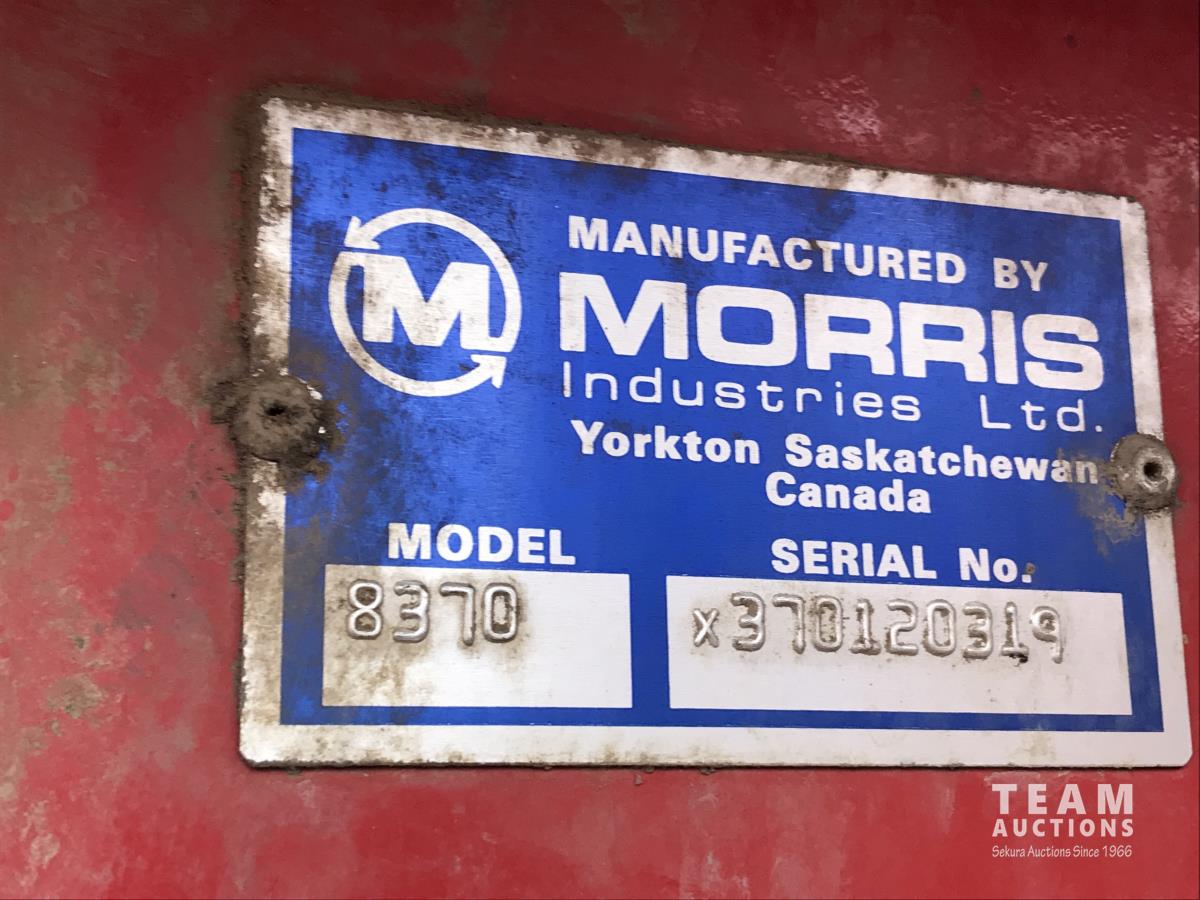 M
MANUFACTURED BY
MORRIS
Industries Ltd.
Yorkton Saskatchewan
Canada
MODEL
8370
SERIAL No.
x370120319
TEAM
AUCTIONS
Sekura Auctions Since 1966